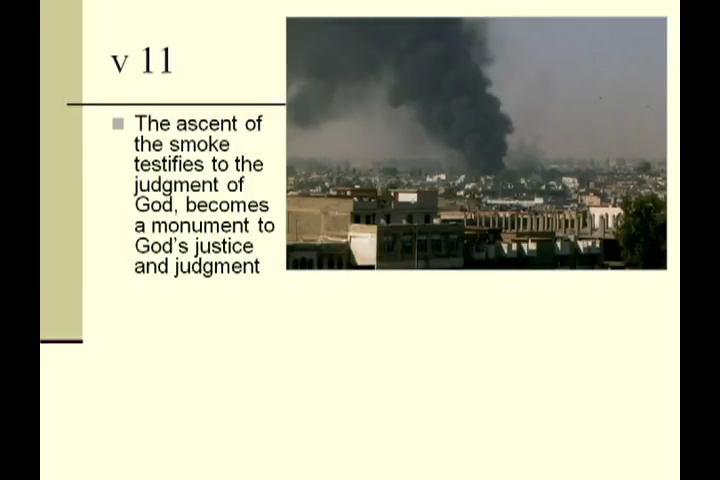 v 11
The ascent of
the smoke
testifies to the
judgment of
God, becomes
a monument to
God's justice
and judgment